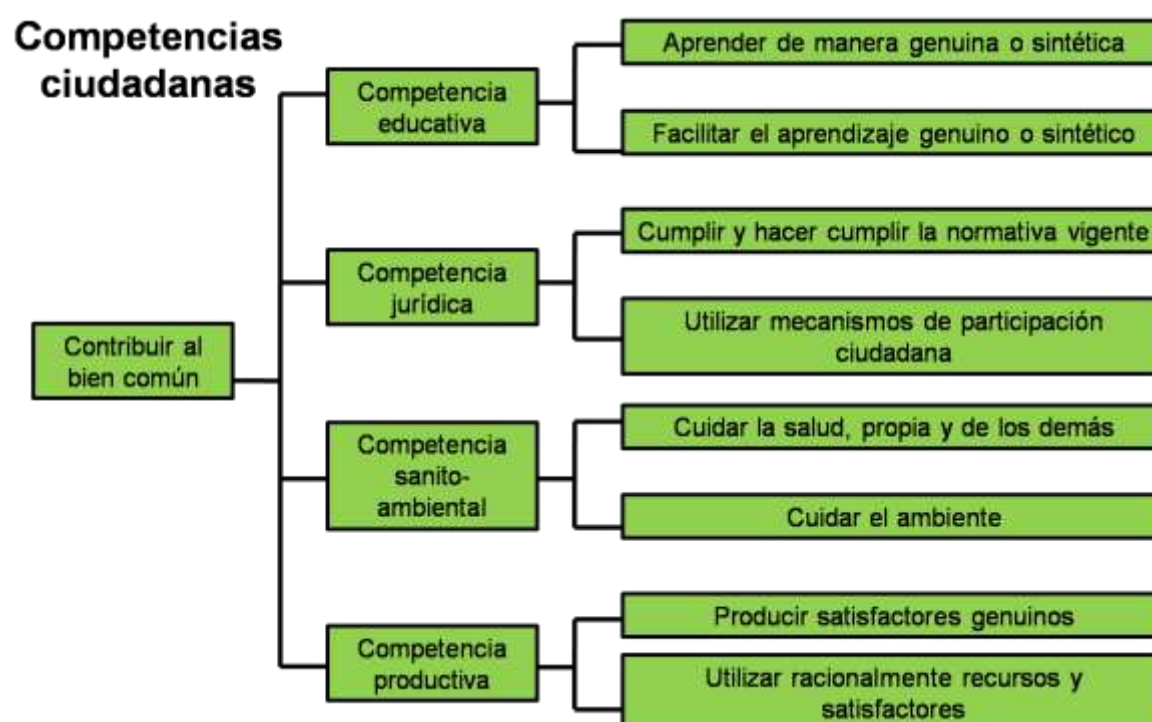 Competencias
ciudadanas
Contribuir al
bien común
Competencia
educativa
Aprender de manera genuina o sintética
Facilitar el aprendizaje genuino o sintético
Competencia
jurídica
Cumplir y hacer cumplir la normativa vigente
Utilizar mecanismos de participación
ciudadana
Competencia
sanito-
ambiental
Cuidar la salud, propia y de los demás
Cuidar el ambiente
Competencia
productiva
Producir satisfactores genuinos
Utilizar racionalmente recursos y
satisfactores